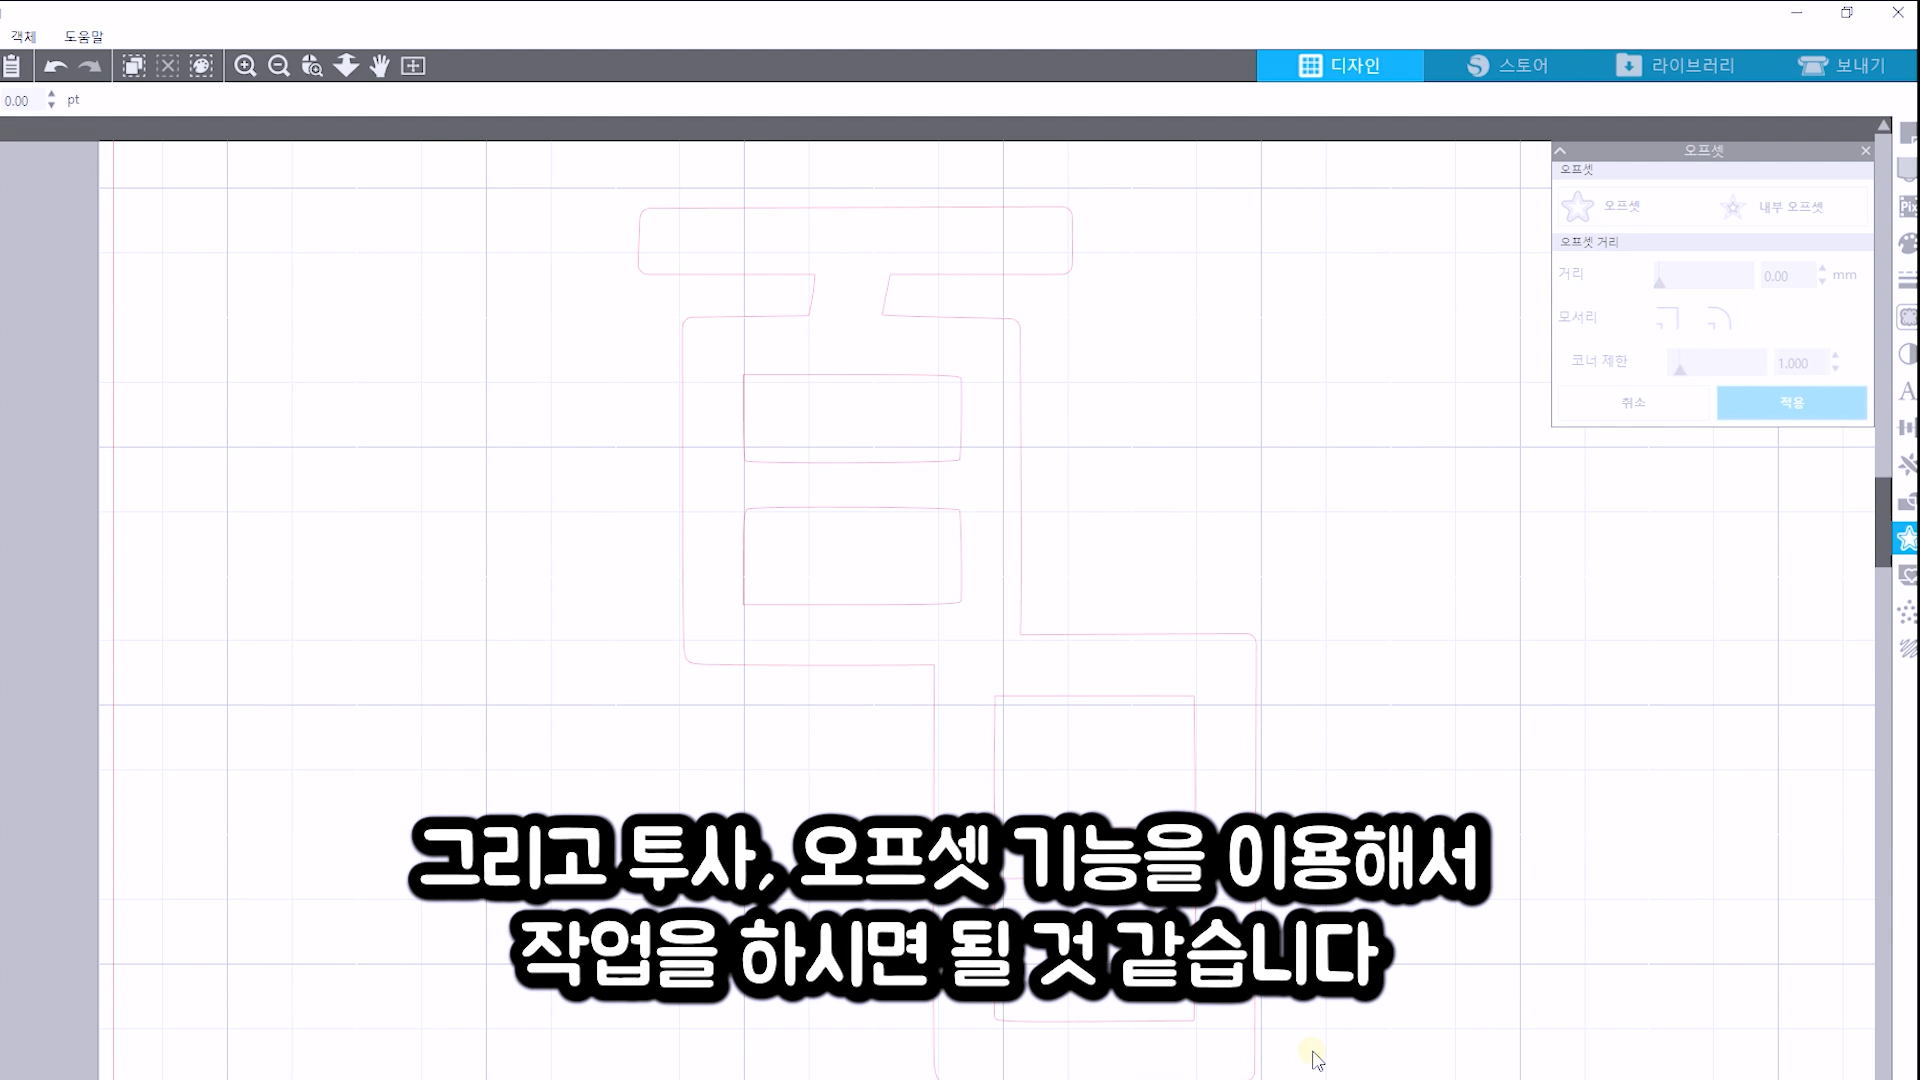 객체 도움말
디자인 스토어 라이브러리 보내기
0.00 pt
오프셋
오프셋
오프셋 내부 오프셋
오프셋 거리
거리 0.00 mm
모서리
코너 제한 1.000
취소 적용
Pix
A
그리고 투사, 오프셋 기능을 이용해서
작업을 하시면 될 것 같습니다